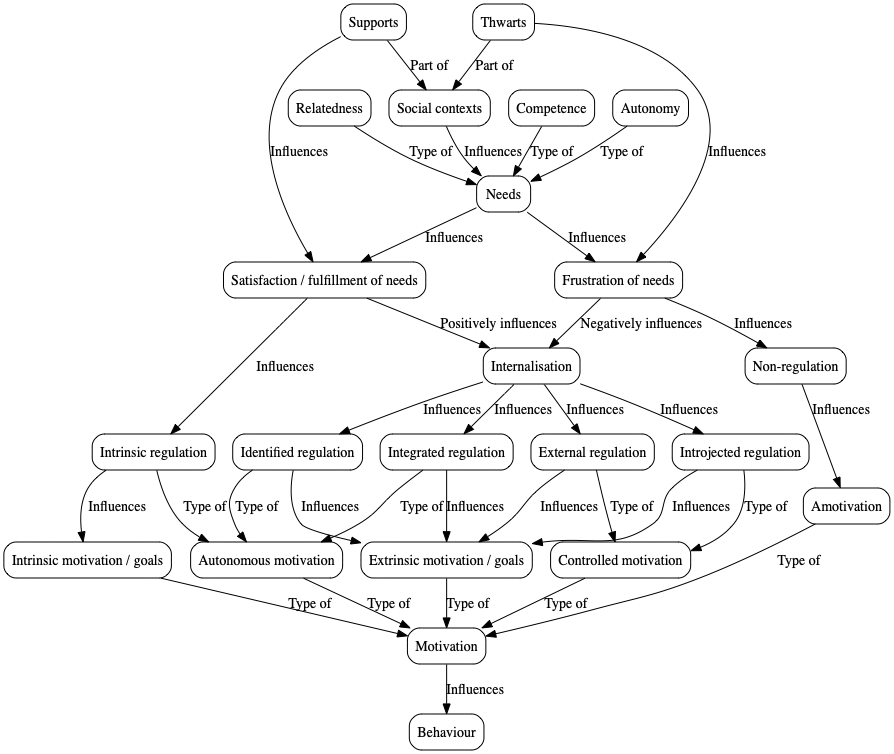 Supports
Thwarts
Part of
Part of
Relatedness
Social contexts
Competence
Autonomy
Influences
Type of
Influences
Type of
Type of
Influences
Needs
Influences
Influences
Satisfaction / fulfillment of needs
Frustration of needs
Positively influences
Negatively influences
Influences
Influences
Internalisation
Non-regulation
Influences
Influences
Influences
Influences
Influences
Intrinsic regulation
Identified regulation
Integrated regulation
External regulation
Introjected regulation
Influences
Type of
Type of
Influences
Type of
Influences
Influences
Type of
Influences
Type of
Amotivation
Intrinsic motivation / goals
Autonomous motivation
Extrinsic motivation / goals
Controlled motivation
Type of
Type of
Type of
Type of
Type of
Motivation
Influences
Behaviour